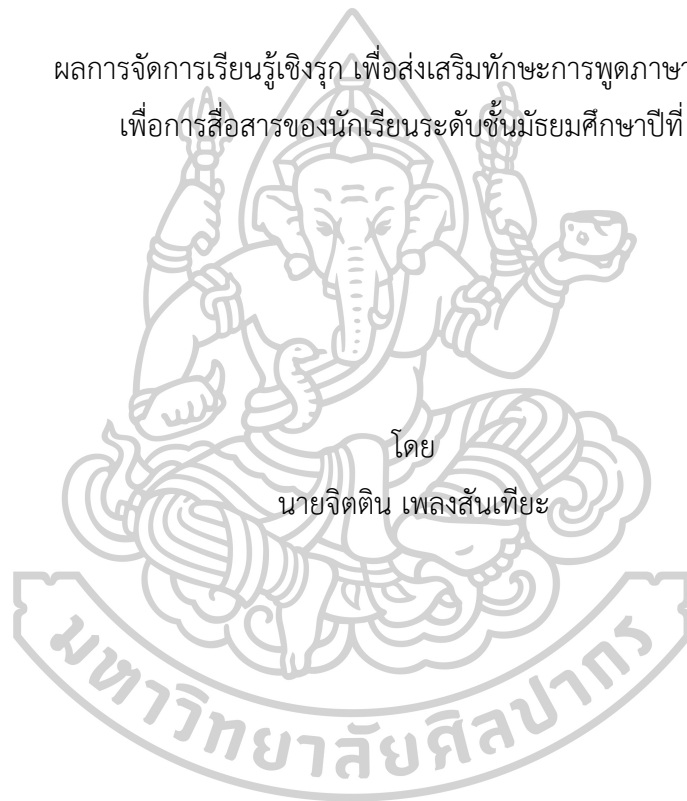 ผลการจัดการเรียนรู้เชิงรุก เพื่อส่งเสริมทักษะการพูดภาษา
เพื่อการสื่อสารของนักเรียนระดับชั้นมัธยมศึกษาปีที่
โดย
นายจิตติน เพลงสันเทียะ
มหาวิทยาลัยศิลปากร